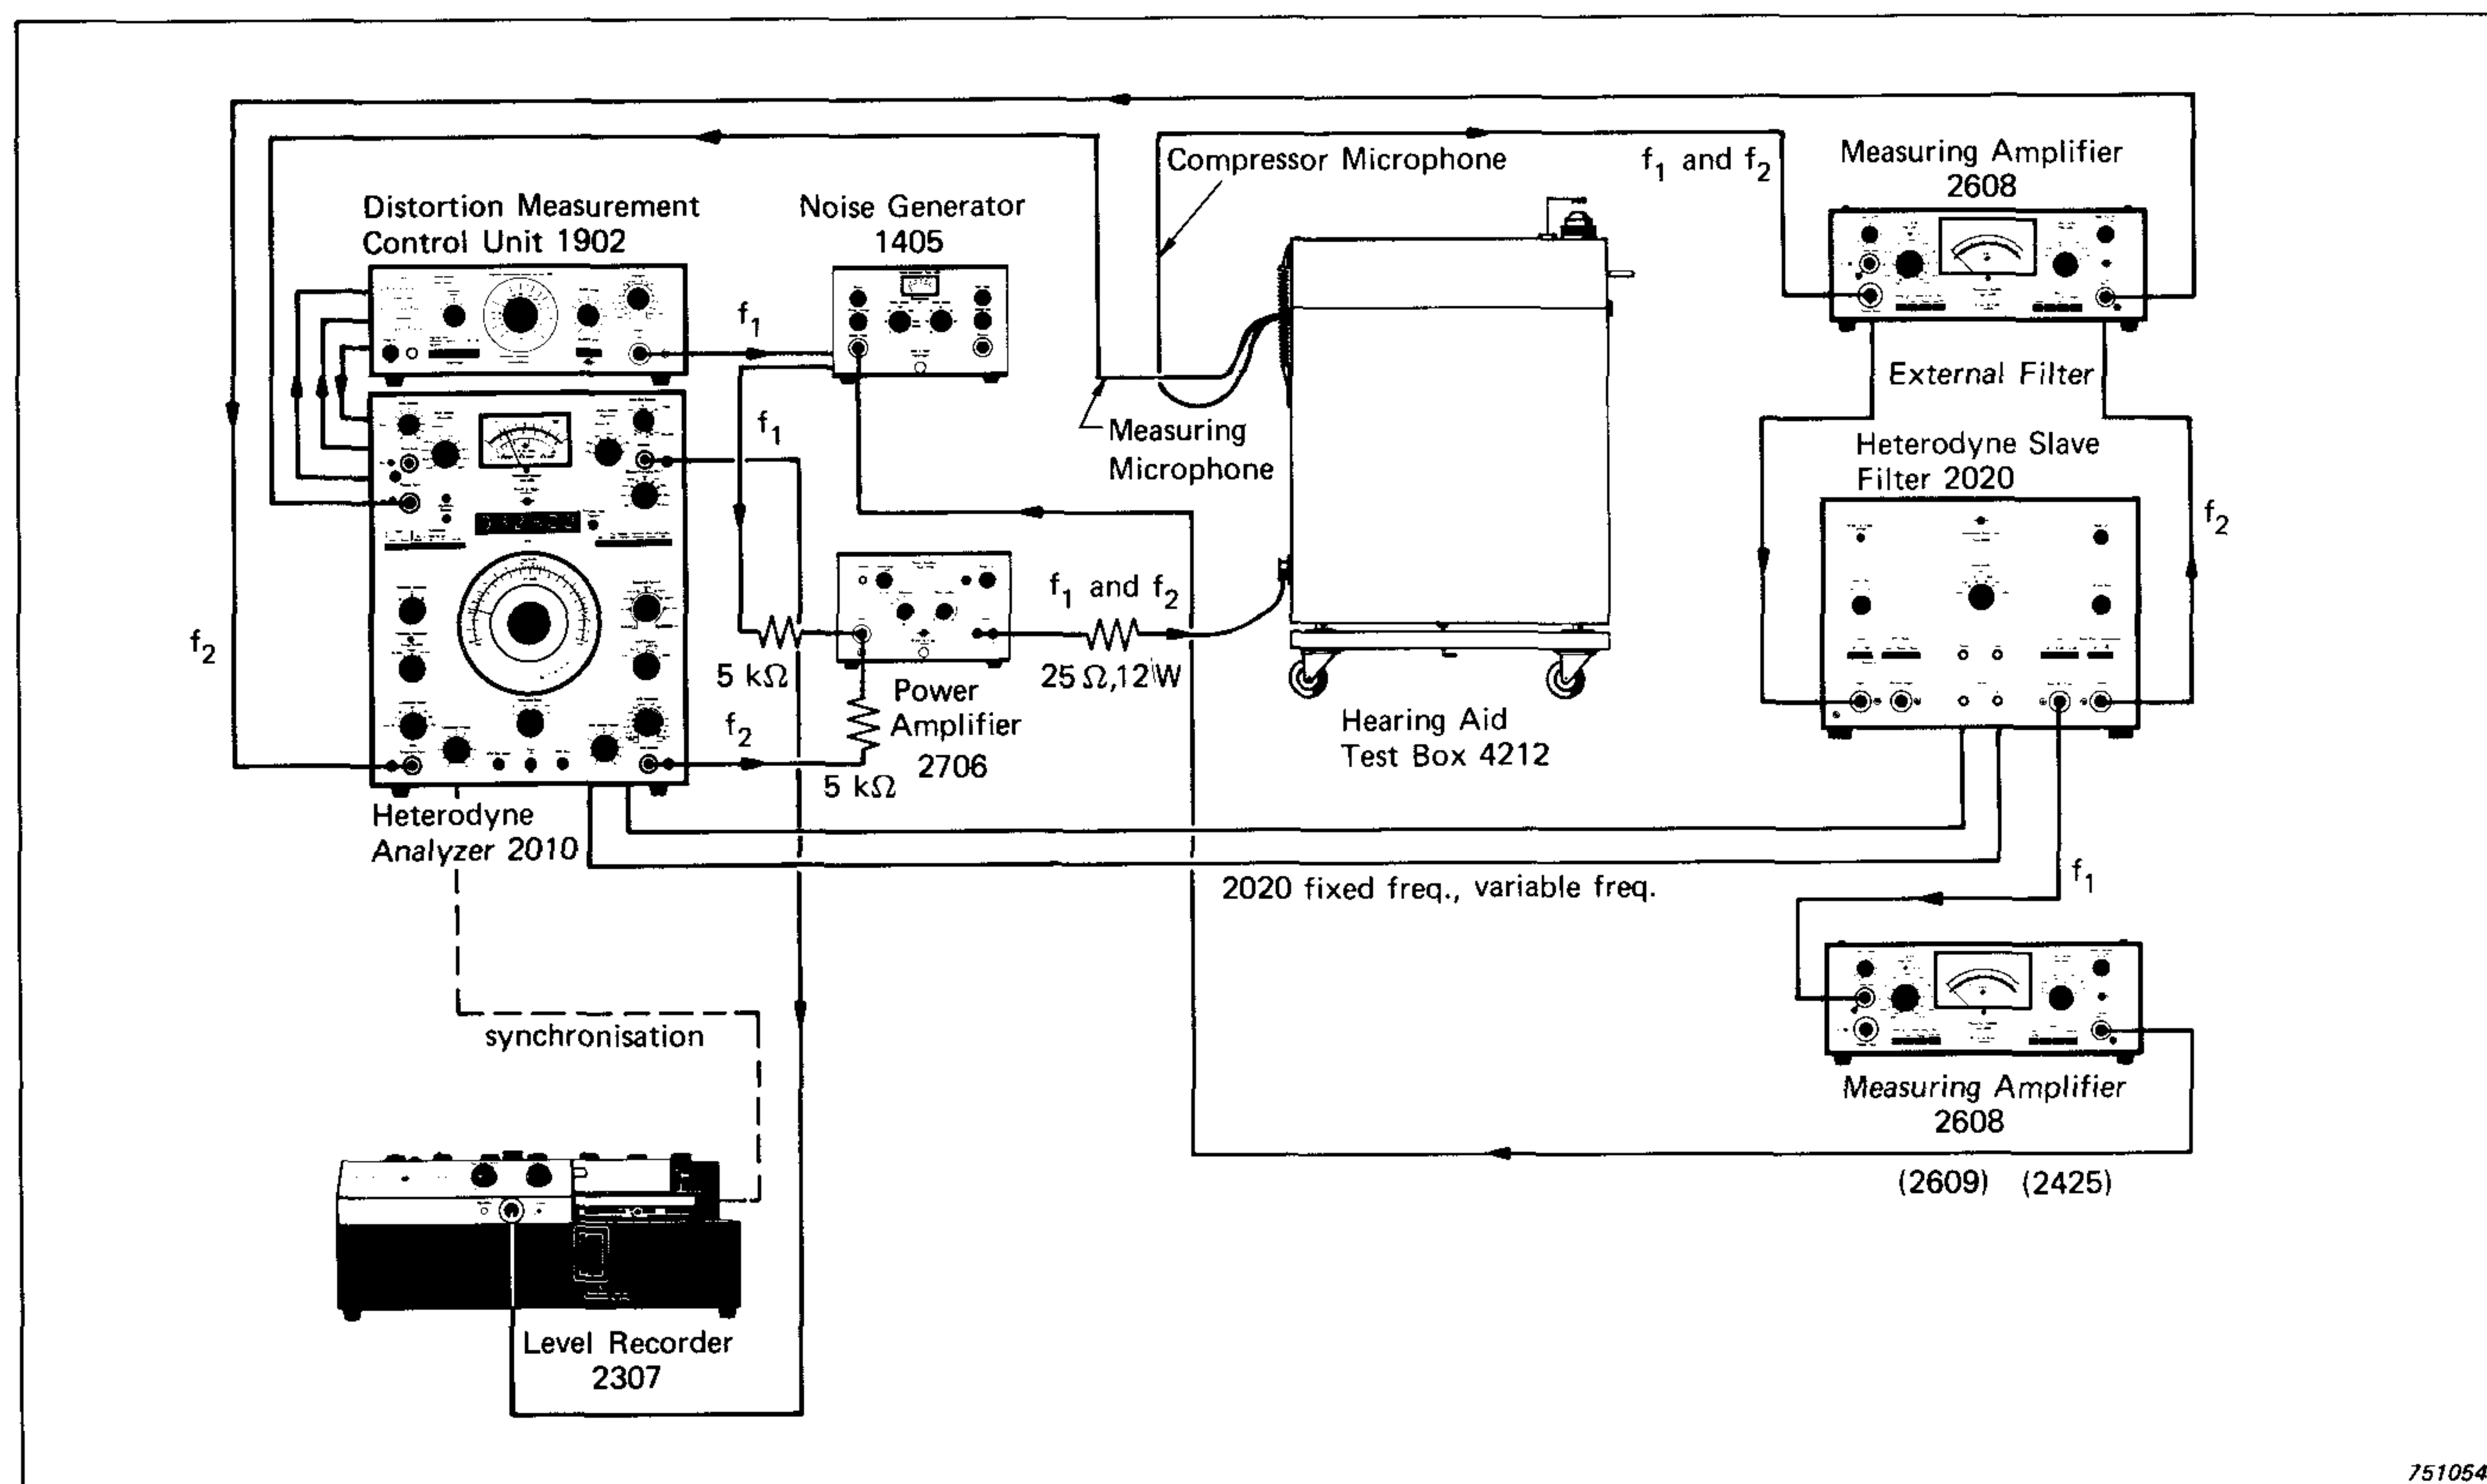 Compressor Microphone
f₁ and f₂
Measuring Amplifier
2608
Distortion Measurement
Control Unit 1902
Noise Generator
1405
f₁
f₁
External Filter
Measuring
Microphone
Heterodyne Slave
Filter 2020
f₂
f₁ and f₂
f₂
5 kΩ
25 Ω,12 W
Power
Amplifier
2706
f₂
5 kΩ
Hearing Aid
Test Box 4212
Heterodyne
Analyzer 2010
2020 fixed freq., variable freq.
f₁
synchronisation
Measuring Amplifier
2608
(2609) (2425)
Level Recorder
2307
751054